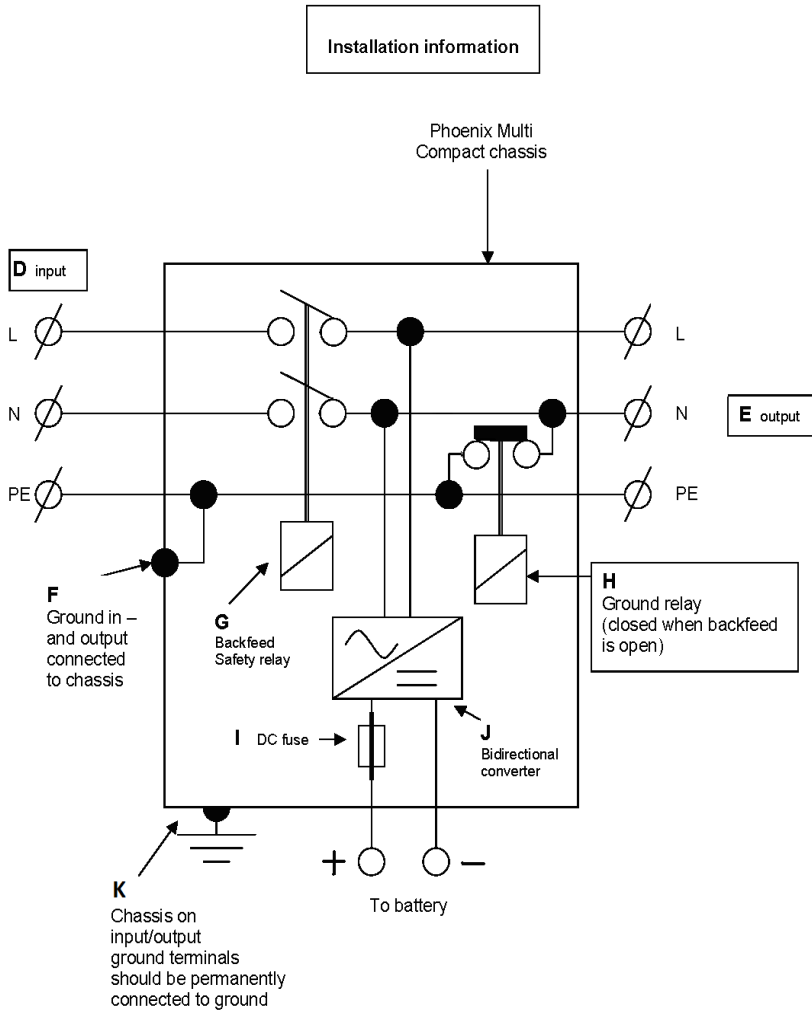 Installation information
Phoenix Multi
Compact chassis
D input
L
L
N
N
E output
PE
PE
F
Ground in –
and output
connected
to chassis
G
Backfeed
Safety relay
H
Ground relay
(closed when backfeed
is open)
I DC fuse
J
Bidirectional
converter
+
–
To battery
K
Chassis on
input/output
ground terminals
should be permanently
connected to ground